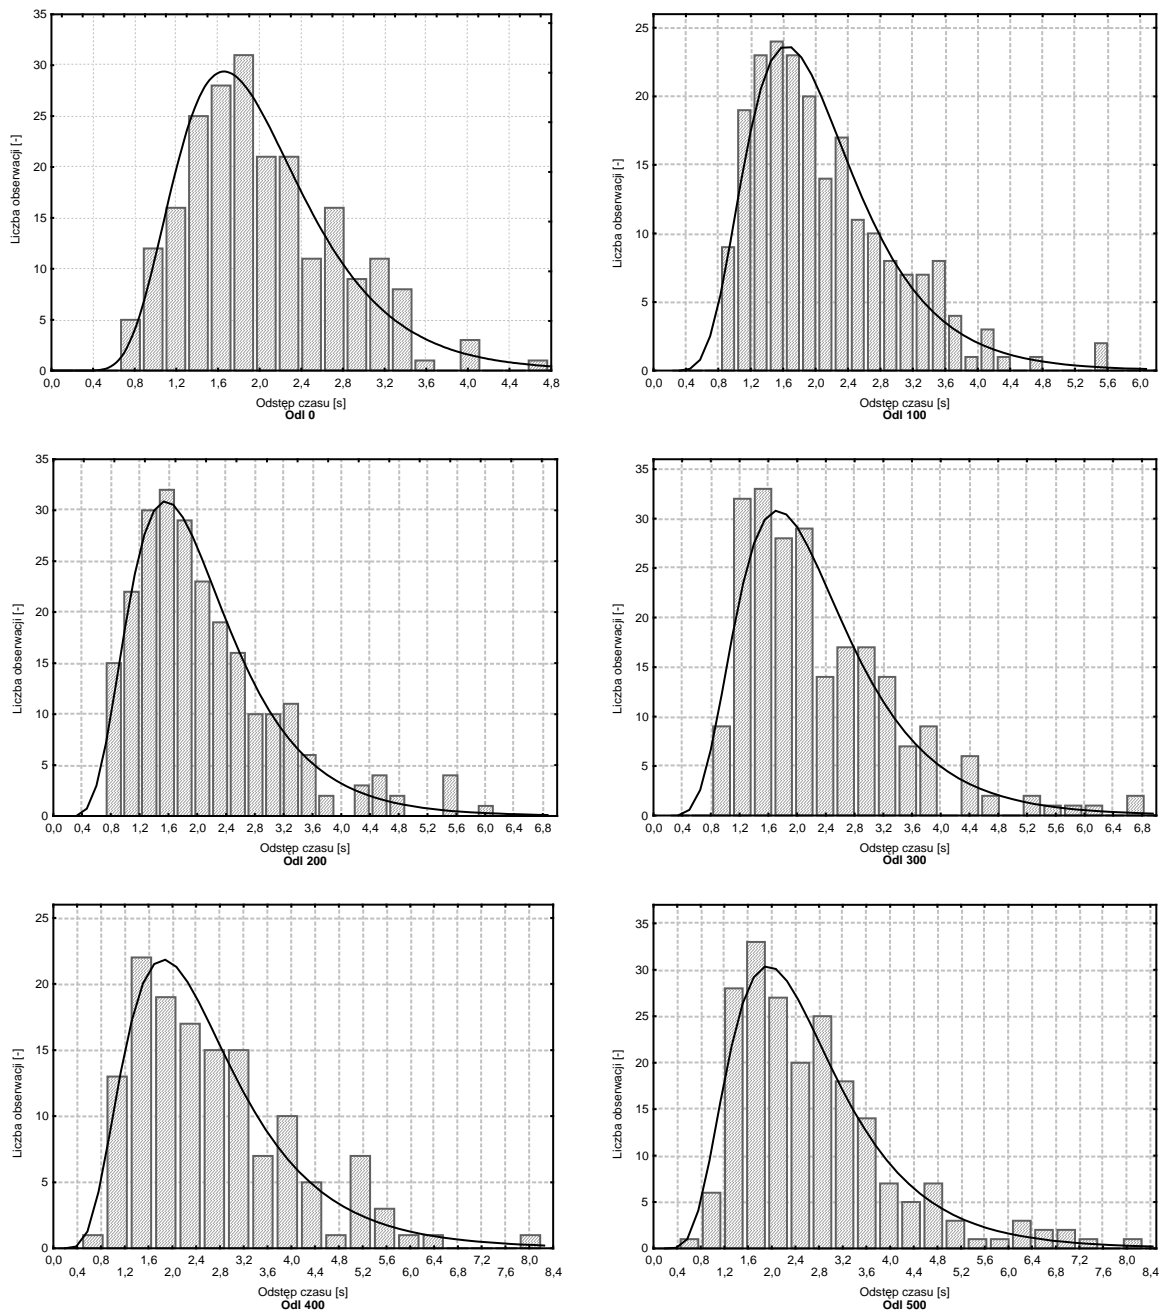 35
30
25
20
15
10
5
0
Liczba obserwacji [-]
0,0 0,4 0,8 1,2 1,6 2,0 2,4 2,8 3,2 3,6 4,0 4,4 4,8
Odstęp czasu [s]
Odl 0
25
20
15
10
5
0
Liczba obserwacji [-]
0,0 0,4 0,8 1,2 1,6 2,0 2,4 2,8 3,2 3,6 4,0 4,4 4,8 5,2 5,6 6,0
Odstęp czasu [s]
Odl 100
35
30
25
20
15
10
5
0
Liczba obserwacji [-]
0,0 0,4 0,8 1,2 1,6 2,0 2,4 2,8 3,2 3,6 4,0 4,4 4,8 5,2 5,6 6,0 6,4 6,8
Odstęp czasu [s]
Odl 200
35
30
25
20
15
10
5
0
Liczba obserwacji [-]
0,0 0,4 0,8 1,2 1,6 2,0 2,4 2,8 3,2 3,6 4,0 4,4 4,8 5,2 5,6 6,0 6,4 6,8
Odstęp czasu [s]
Odl 300
25
20
15
10
5
0
Liczba obserwacji [-]
0,0 1,2 2,0 2,8 3,6 4,4 5,2 6,0 6,8 7,6 8,4
0,4 0,8 1,6 2,4 3,2 4,0 4,8 5,6 6,4 7,2 8,0
Odstęp czasu [s]
Odl 400
35
30
25
20
15
10
5
0
Liczba obserwacji [-]
0,0 0,8 1,6 2,4 3,2 4,0 4,8 5,6 6,4 7,2 8,0
0,4 1,2 2,0 2,8 3,6 4,4 5,2 6,0 6,8 7,6 8,4
Odstęp czasu [s]
Odl 500